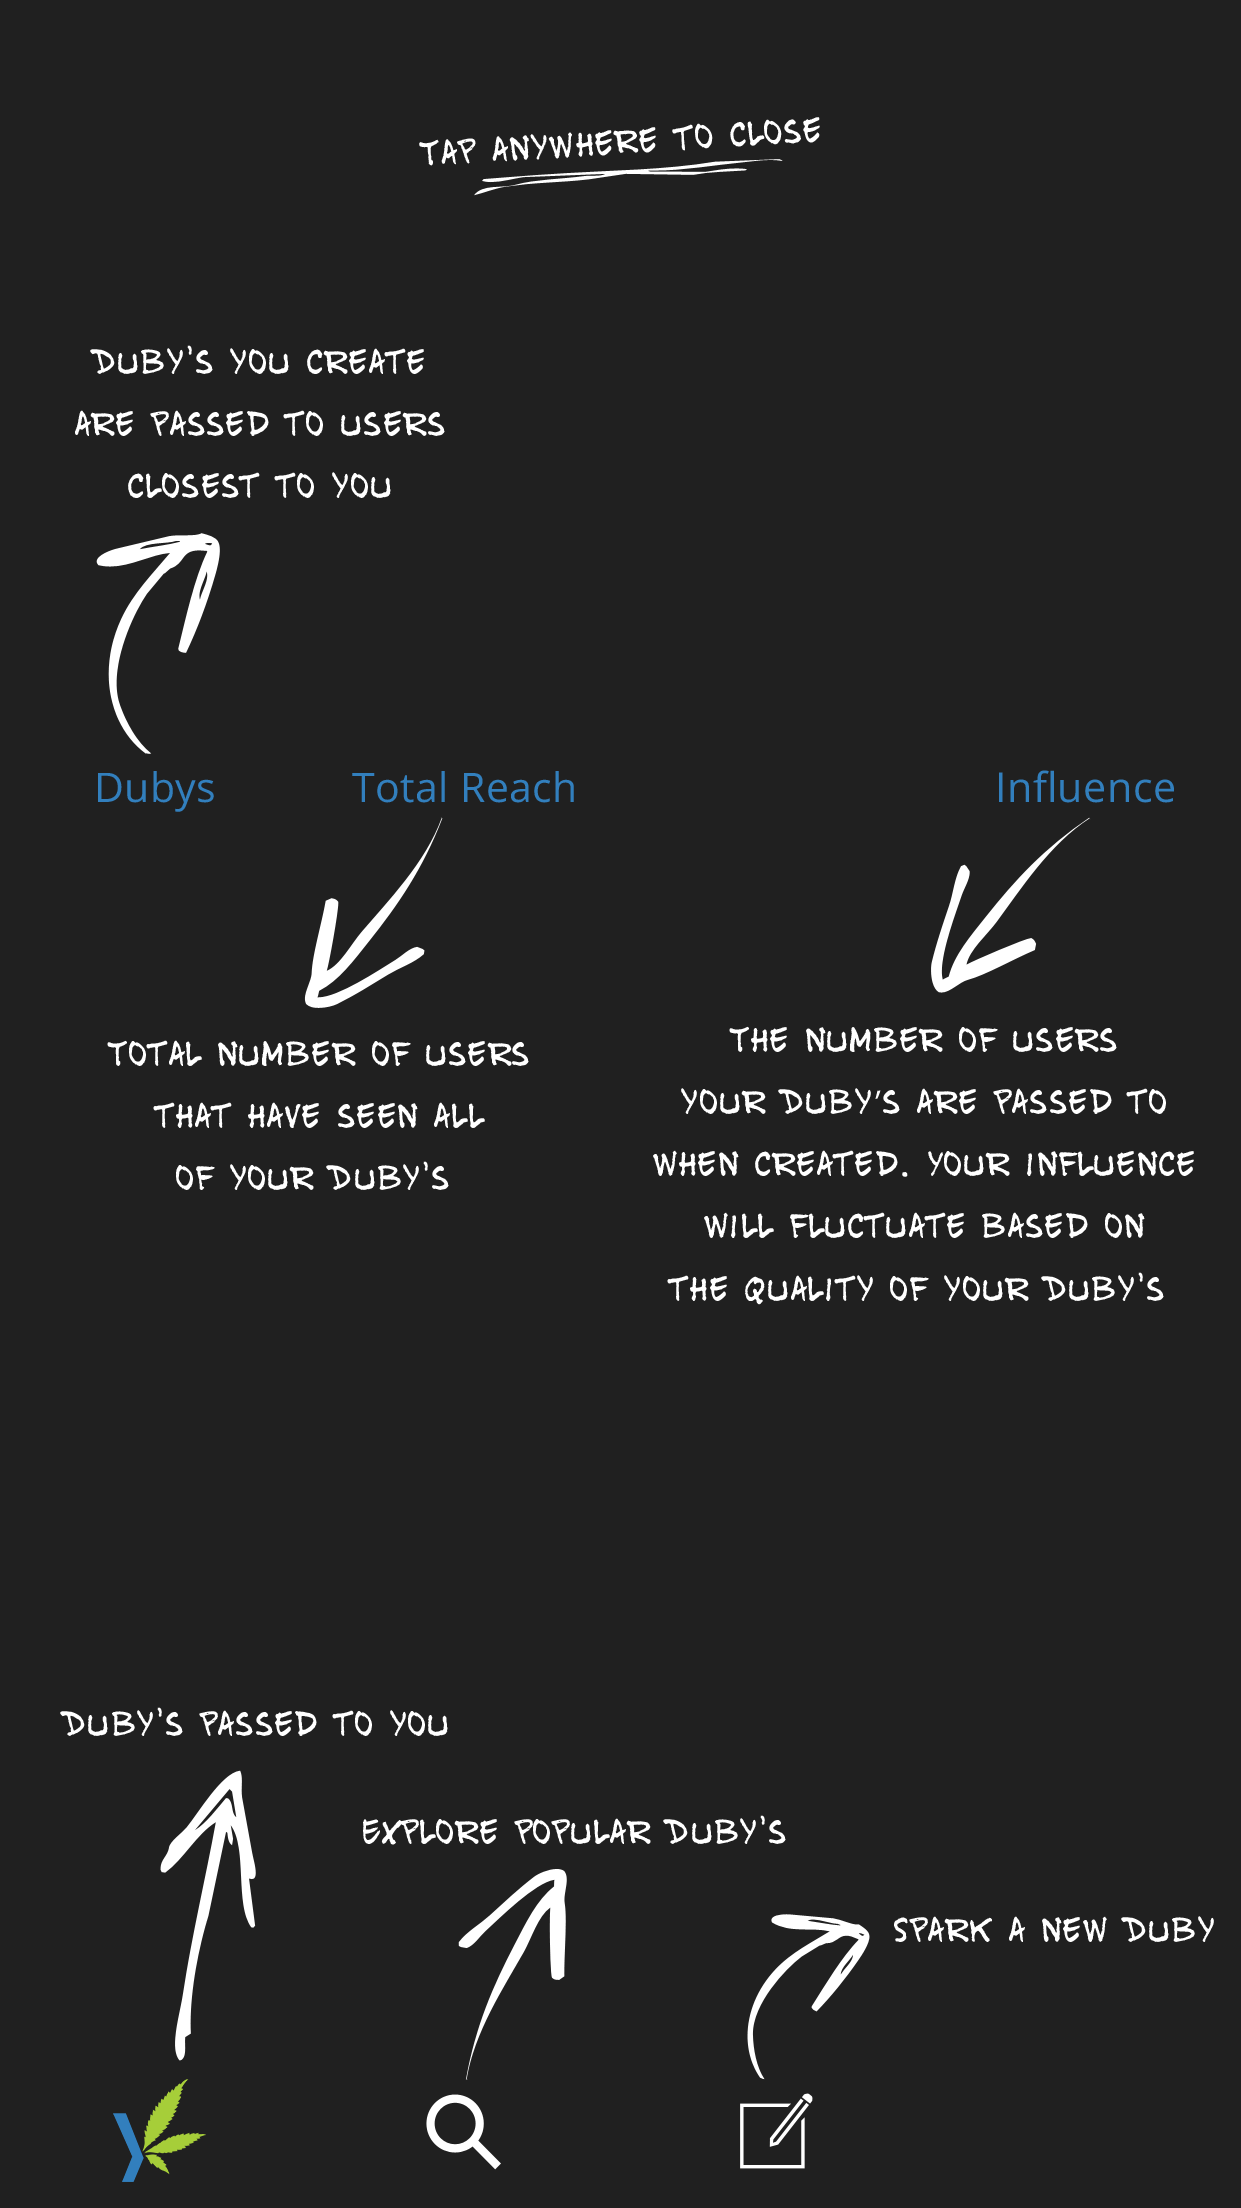 TAP ANYWHERE TO CLOSE
DUBY'S YOU CREATE
ARE PASSED TO USERS
CLOSEST TO YOU
Dubys
Total Reach
Influence
TOTAL NUMBER OF USERS
THAT HAVE SEEN ALL
OF YOUR DUBY'S
THE NUMBER OF USERS
YOUR DUBY'S ARE PASSED TO
WHEN CREATED. YOUR INFLUENCE
WILL FLUCTUATE BASED ON
THE QUALITY OF YOUR DUBY'S
DUBY'S PASSED TO YOU
EXPLORE POPULAR DUBY'S
SPARK A NEW DUBY